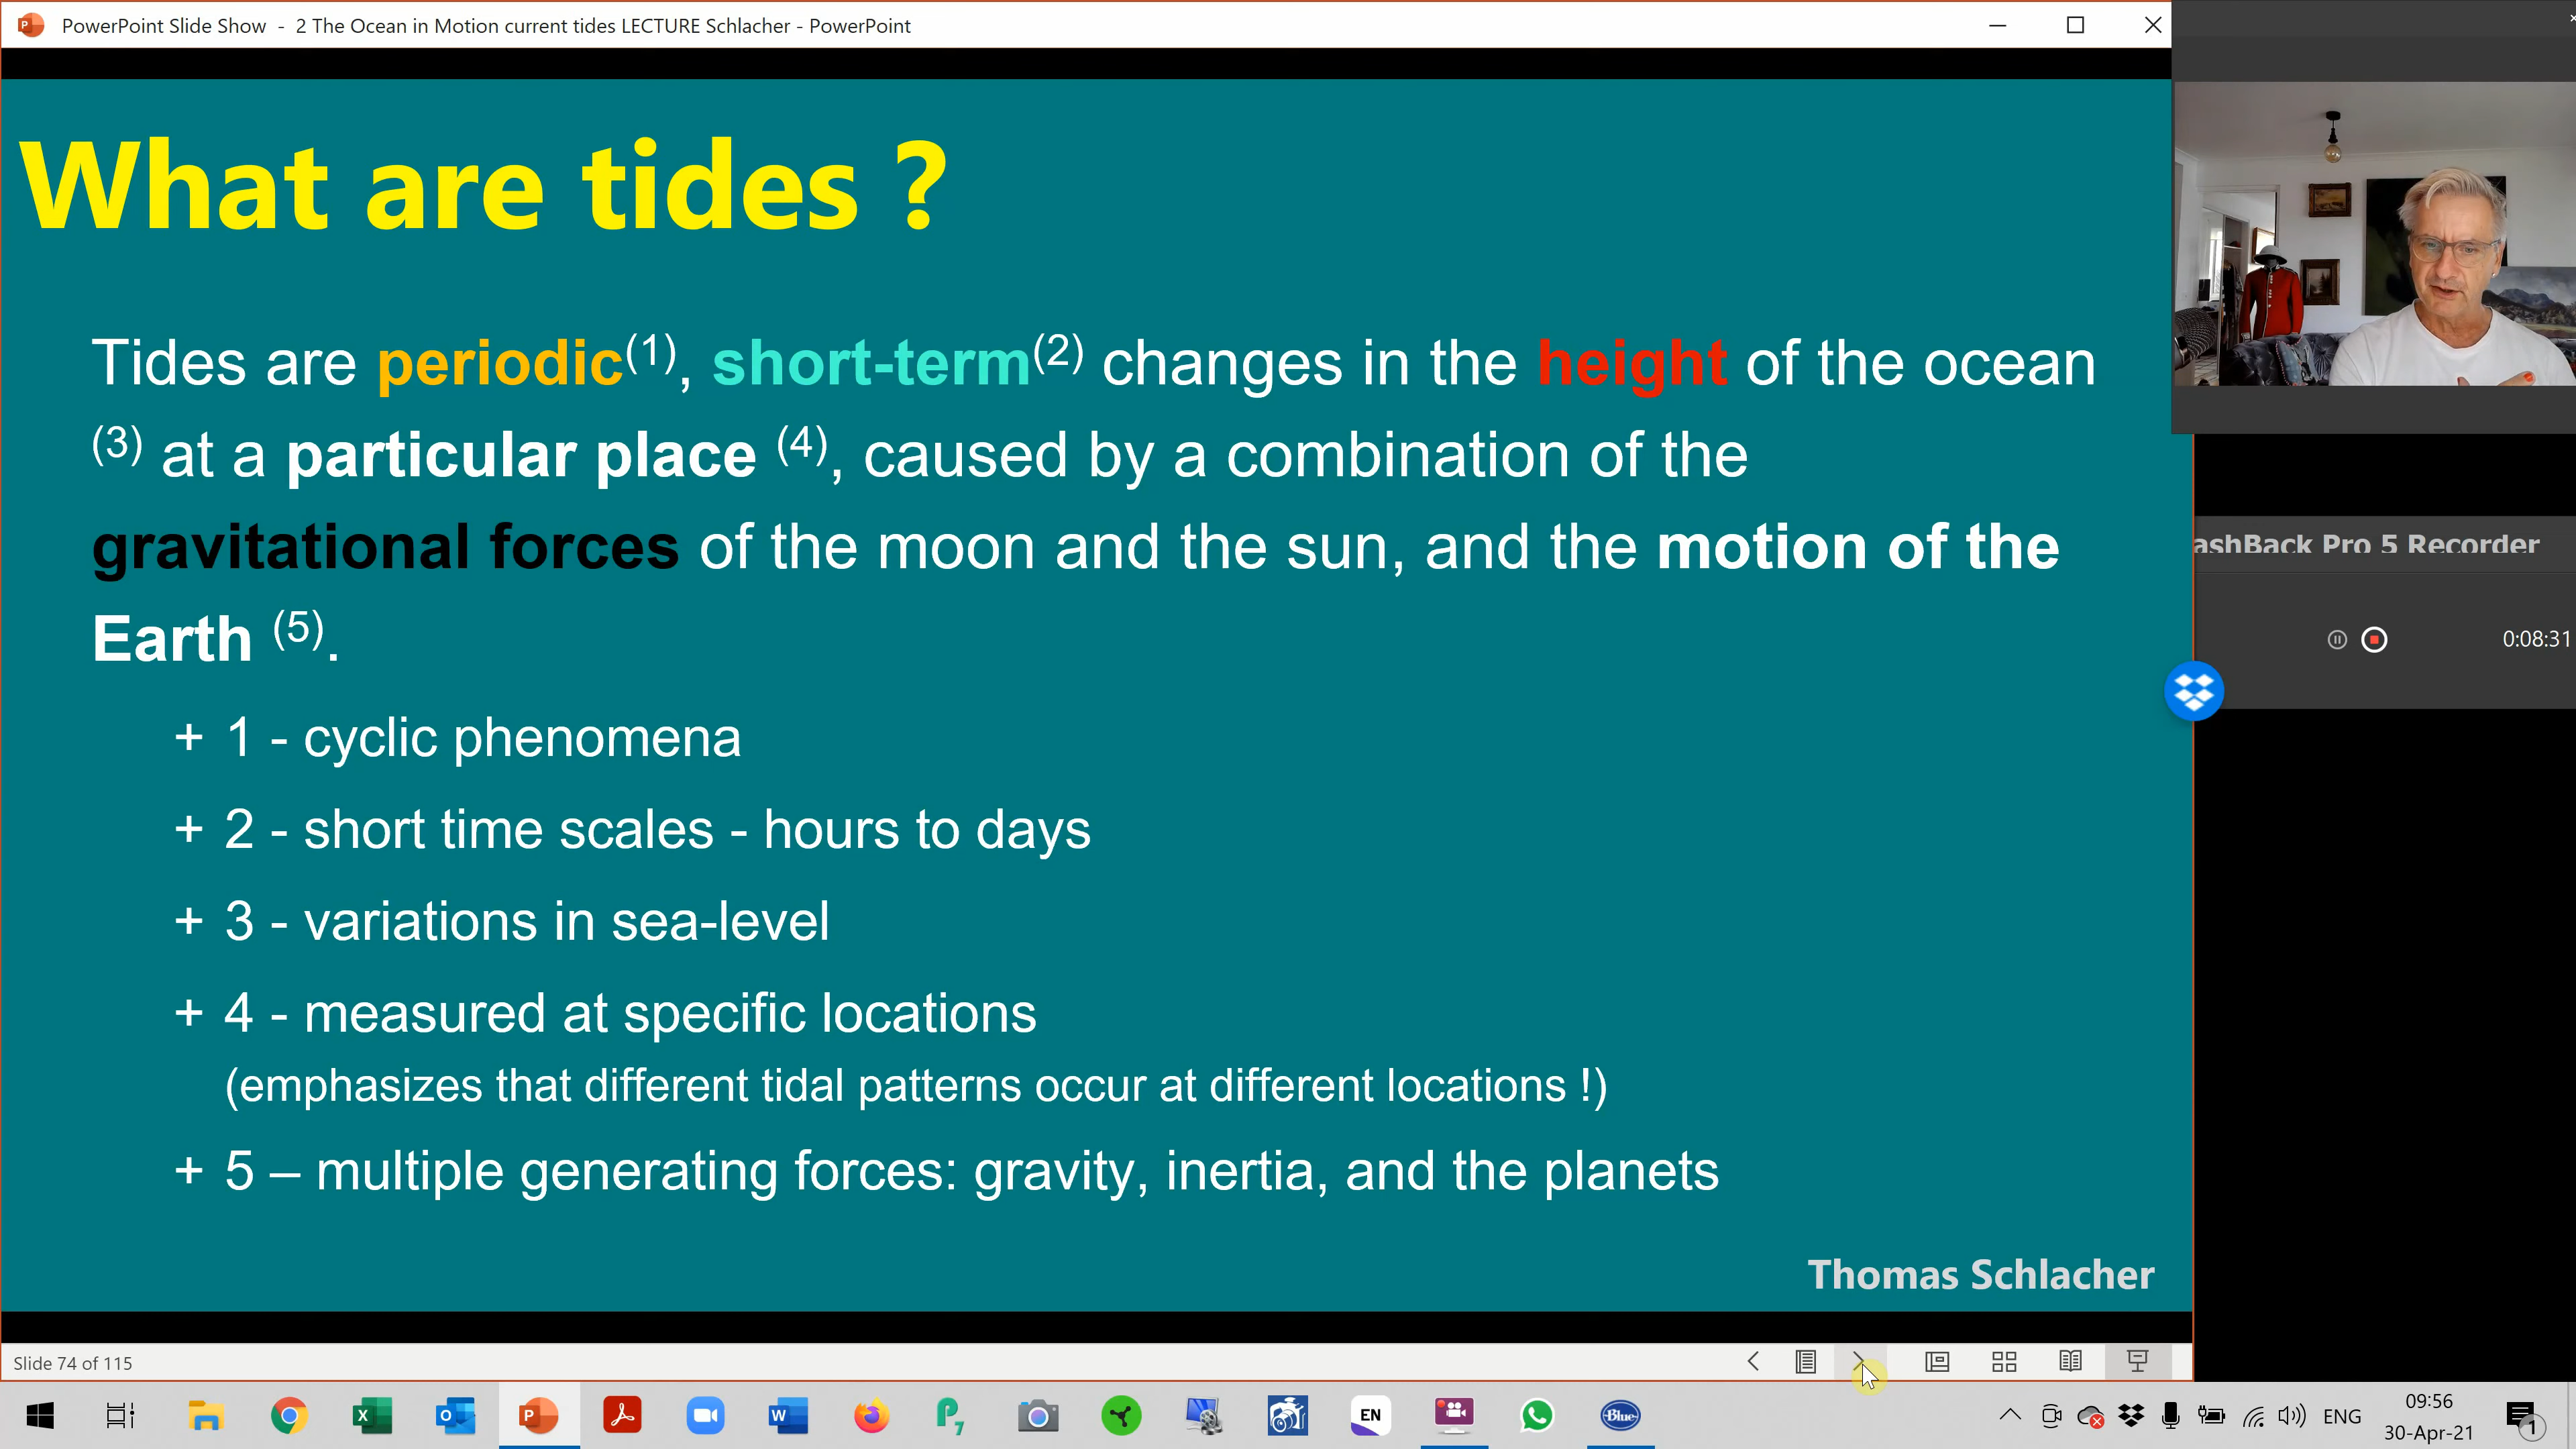 PowerPoint Slide Show - 2 The Ocean in Motion current tides LECTURE Schlacher - PowerPoint
What are tides ?
Tides are periodic(1), short-term(2) changes in the height of the ocean
(3) at a particular place (4), caused by a combination of the
gravitational forces of the moon and the sun, and the motion of the
Earth (5).
+ 1 - cyclic phenomena
+ 2 - short time scales - hours to days
+ 3 - variations in sea-level
+ 4 - measured at specific locations
(emphasizes that different tidal patterns occur at different locations !)
+ 5 – multiple generating forces: gravity, inertia, and the planets
Thomas Schlacher
ashBack Pro 5 Recorder
0:08:31
Slide 74 of 115
EN
Blue
ENG
09:56
30-Apr-21
1